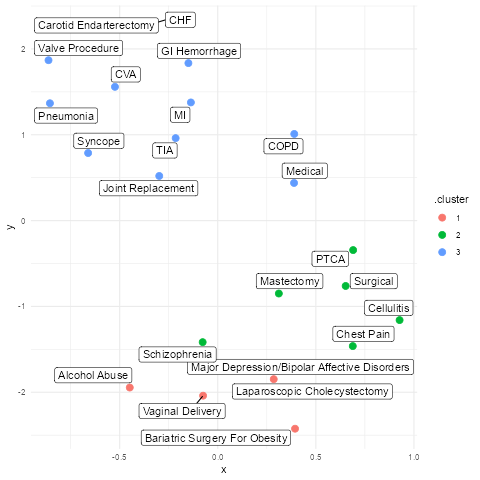 CHF
Carotid Endarterectomy
Valve Procedure
GI Hemorrhage
CVA
Pneumonia
MI
Syncope
TIA
COPD
Joint Replacement
Medical
PTCA
Mastectomy
Surgical
Cellulitis
Chest Pain
Schizophrenia
Major Depression/Bipolar Affective Disorders
Alcohol Abuse
Laparoscopic Cholecystectomy
Vaginal Delivery
Bariatric Surgery For Obesity
2
1
0
-1
-2
y
-0.5
0.0
0.5
1.0
x
.cluster
1
2
3